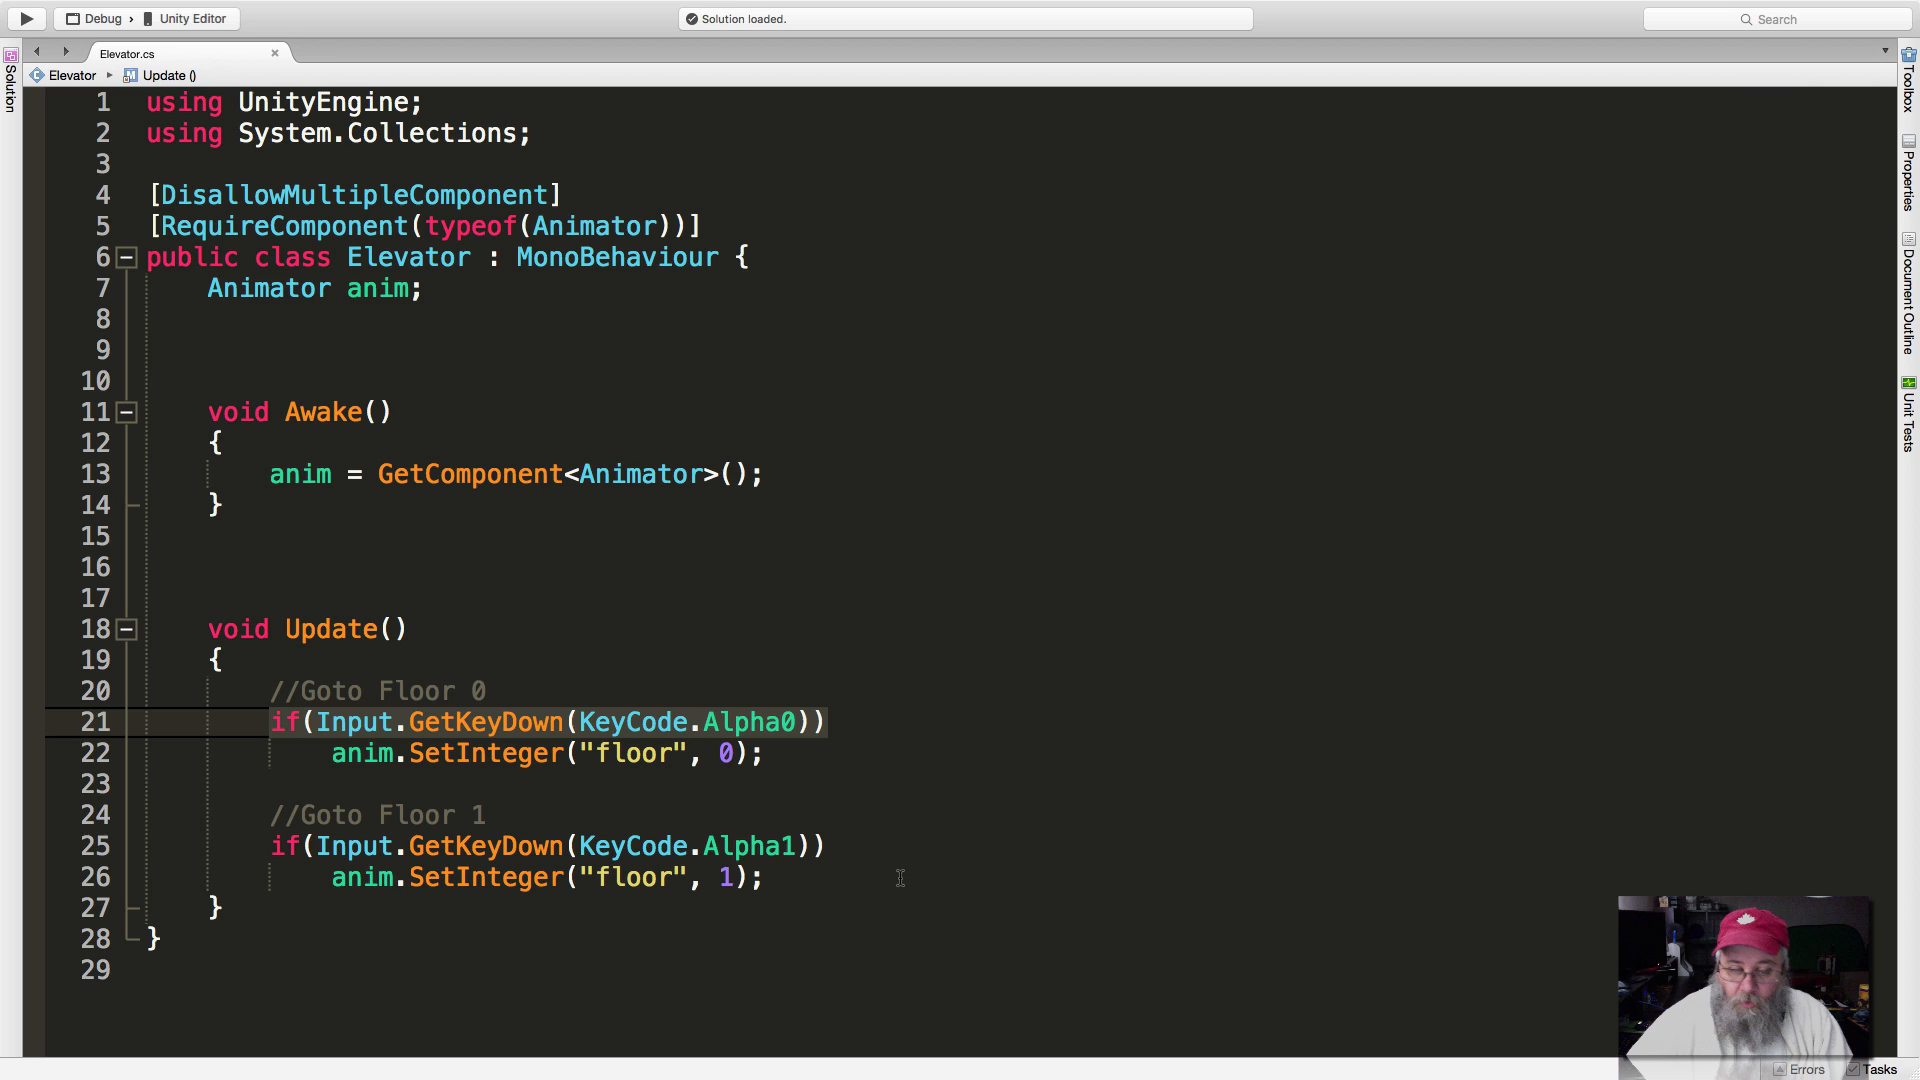 Debug › Unity Editor
Solution loaded.
Search
Elevator.cs
Elevator ▸ Update ()
Solution
Toolbox
Properties
Document Outline
Unit Tests
1 using UnityEngine;
2 using System.Collections;
3
4 [DisallowMultipleComponent]
5 [RequireComponent(typeof(Animator))]
6 public class Elevator : MonoBehaviour {
7 Animator anim;
8
9
10
11 void Awake()
12 {
13 anim = GetComponent<Animator>();
14 }
15
16
17
18 void Update()
19 {
20 //Goto Floor 0
21 if(Input.GetKeyDown(KeyCode.Alpha0))
22 anim.SetInteger("floor", 0);
23
24 //Goto Floor 1
25 if(Input.GetKeyDown(KeyCode.Alpha1))
26 anim.SetInteger("floor", 1);
27 }
28 }
29
Errors Tasks